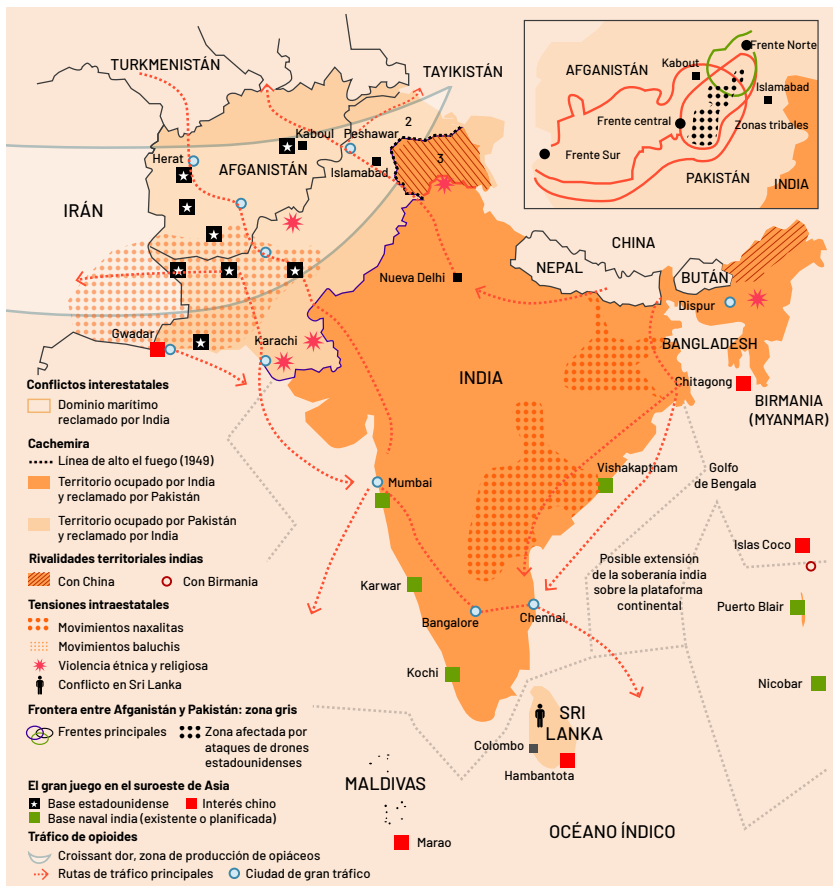 TURKMENISTÁN
TAYIKISTÁN
2
Kaboul
Peshawar
Herat
AFGANISTÁN
Islamabad
3
IRÁN
AFGANISTÁN
Kabout
Frente Norte
Islamabad
Frente central
Zonas tribales
Frente Sur
PAKISTÁN
INDIA
CHINA
NEPAL
BUTÁN
Nueva Delhi
Dispur
Gwadar
Karachi
BANGLADESH
INDIA
Chitagong
BIRMANIA
(MYANMAR)
Mumbai
Vishakaptham
Golfo
de Bengala
Islas Coco
Posible extensión
de la soberanía india
sobre la plataforma
continental
Karwar
Puerto Blair
Bangalore
Chennai
Kochi
Nicobar
SRI
LANKA
Colombo
Hambantota
MALDIVAS
OCÉANO ÍNDICO
Marao
Conflictos interestatales
Dominio marítimo
reclamado por India
Cachemira
Línea de alto el fuego (1949)
Territorio ocupado por India
y reclamado por Pakistán
Territorio ocupado por Pakistán
y reclamado por India
Rivalidades territoriales indias
Con China
Con Birmania
Tensiones intraestatales
Movimientos naxalitas
Movimientos baluchis
Violencia étnica y religiosa
Conflicto en Sri Lanka
Frontera entre Afganistán y Pakistán: zona gris
Frentes principales
Zona afectada por
ataques de drones
estadounidenses
El gran juego en el suroeste de Asia
Base estadounidense
Interés chino
Base naval india (existente o planificada)
Tráfico de opioides
Croissant dor, zona de producción de opiáceos
Rutas de tráfico principales
Ciudad de gran tráfico